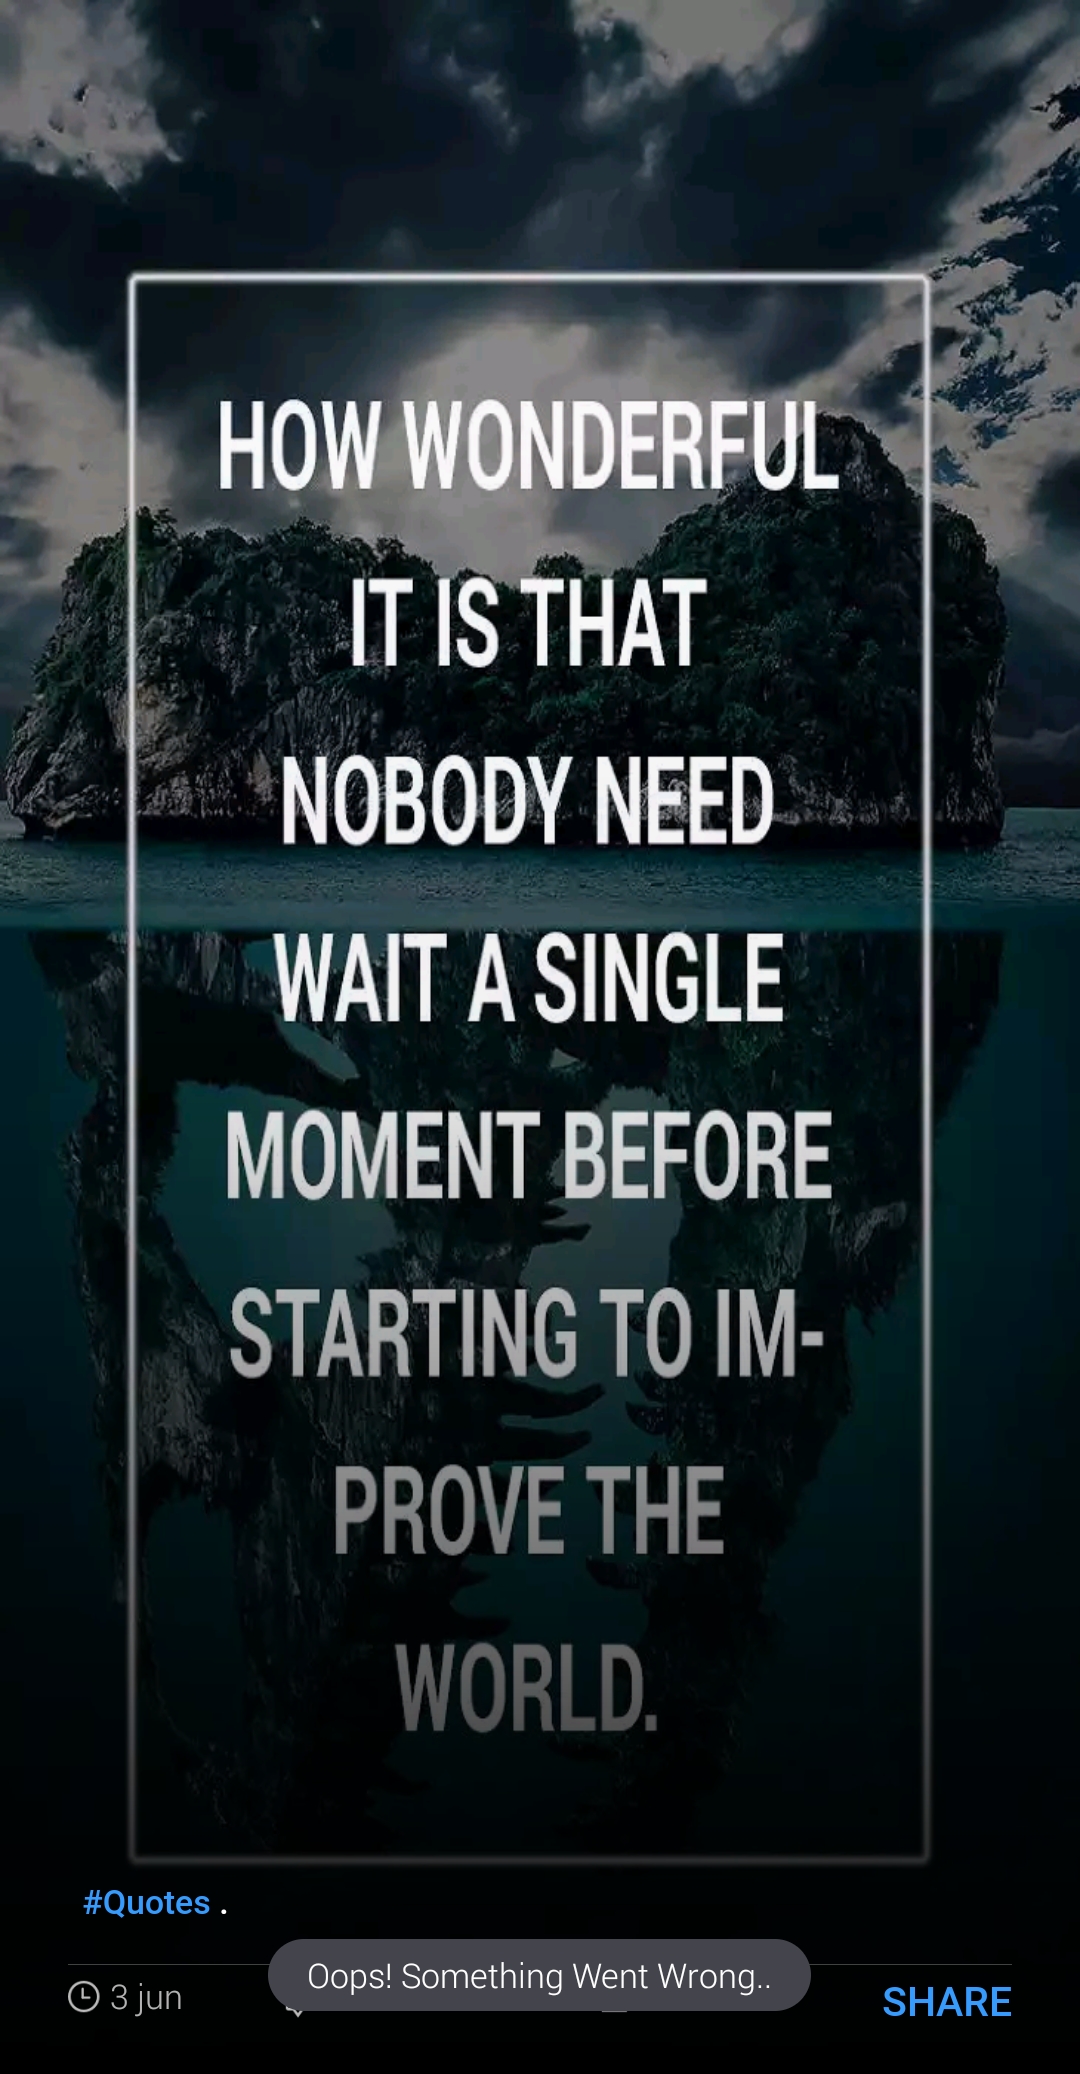 HOW WONDERFUL
IT IS THAT
NOBODY NEED
WAIT A SINGLE
MOMENT BEFORE
STARTING TO IM-
PROVE THE
WORLD.
#Quotes .
Oops! Something Went Wrong..
3 jun
SHARE